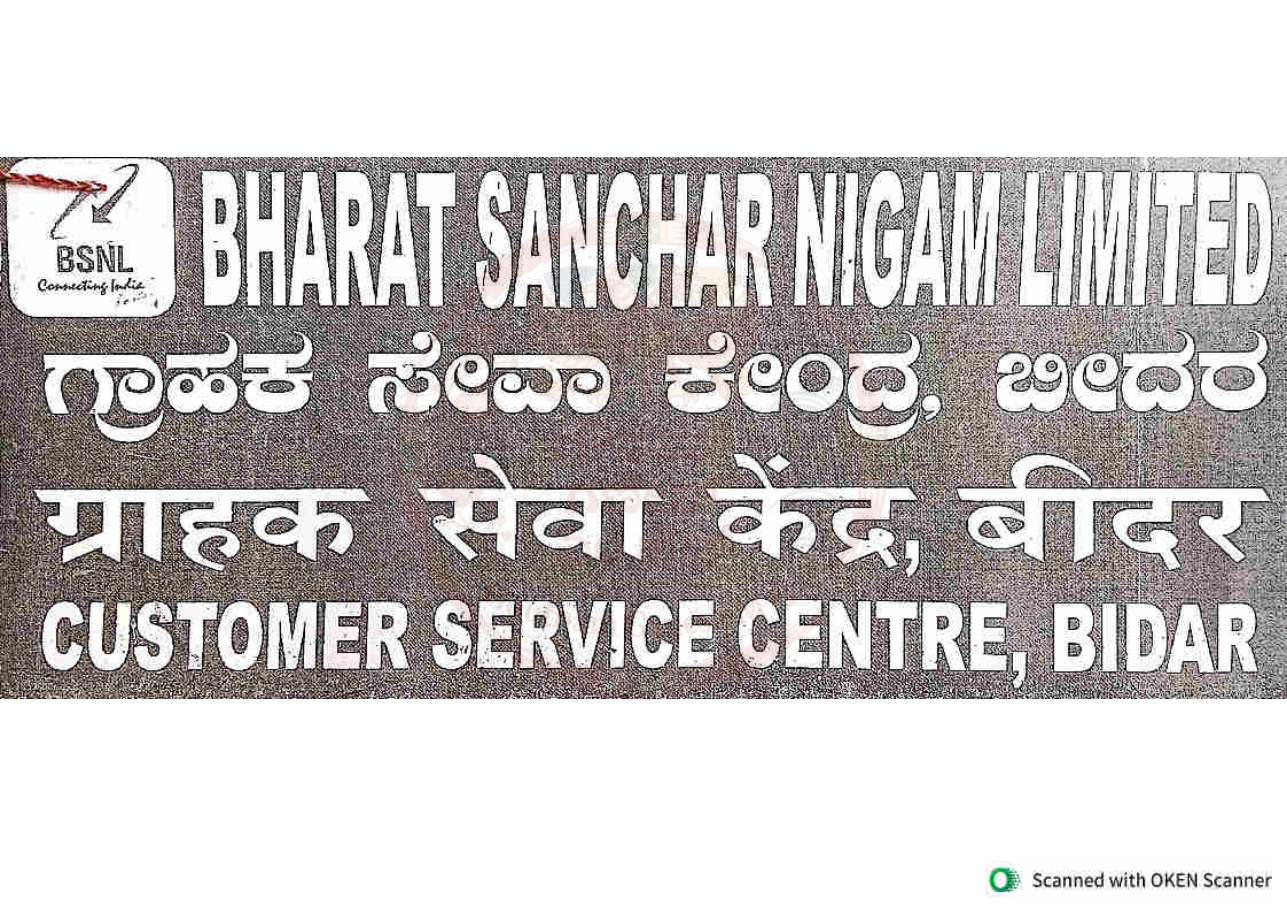 BSNL
Connecting India
BHARAT SANCHAR NIGAM LIMITED
ಗ್ರಾಹಕ ಸೇವಾ ಕೇಂದ್ರ, ಬೀದರ
ग्राहक सेवा केंद्र, बीदर
CUSTOMER SERVICE CENTRE, BIDAR
Scanned with OKEN Scanner